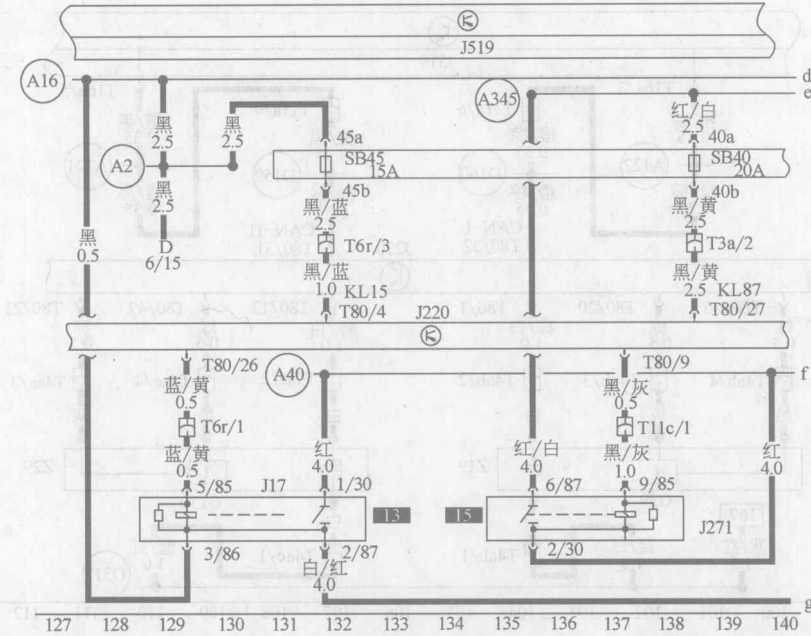 J519
A16
d
e
A345
黑
2.5
黑
2.5
45a
红/白
2.5
40a
A2
SB45
15A
SB40
20A
黑
2.5
45b
40b
黑/蓝
2.5
黑/黄
2.5
黑
0.5
D
6/15
T6r/3
T3a/2
黑/蓝
1.0
KL15
黑/黄
2.5
KL87
T80/4
J220
T80/27
T80/26
A40
T80/9
f
蓝/黄
0.5
黑/灰
0.5
T6r/1
T11c/1
蓝/黄
0.5
红
4.0
红/白
4.0
黑/灰
1.0
红
4.0
5/85
J17
1/30
6/87
9/85
13
15
J271
3/86
2/87
2/30
白/红
4.0
g
127 128 129 130 131 132 133 134 135 136 137 138 139 140